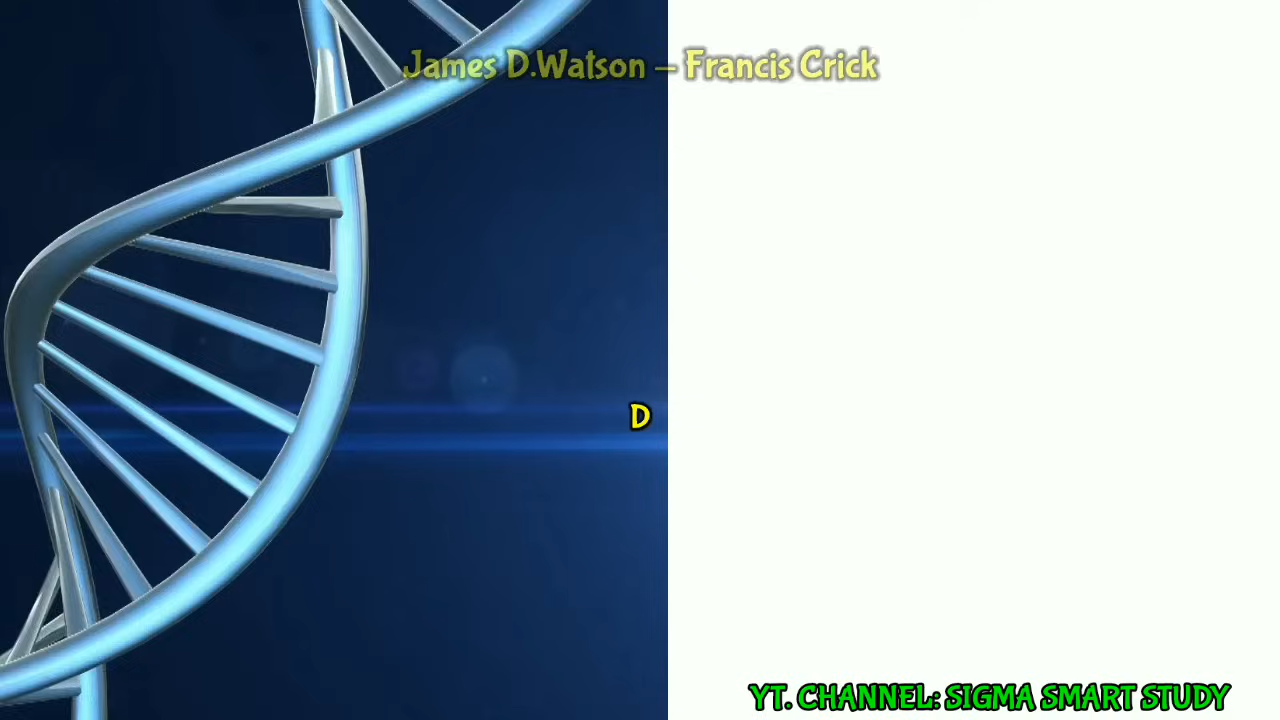 James D.Watson – Francis Crick
D
YT. CHANNEL: SIGMA SMART STUDY